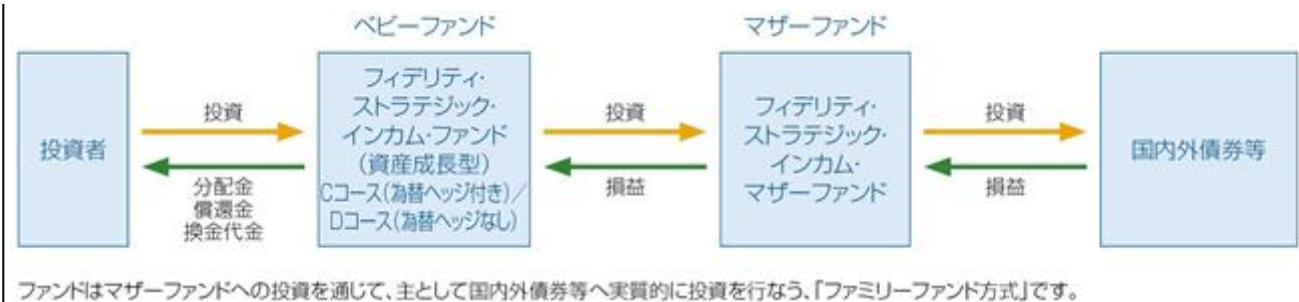 ベビーファンド
マザーファンド
投資者
投資
分配金
償還金
換金代金
フィデリティ・
ストラテジック・
インカム・ファンド
(資産成長型)
Cコース(為替ヘッジ付き)/
Dコース(為替ヘッジなし)
投資
損益
フィデリティ・
ストラテジック・
インカム・
マザーファンド
投資
損益
国内外債券等
ファンドはマザーファンドへの投資を通じて、主として国内外債券等へ実質的に投資を行なう、「ファミリーファンド方式」です。